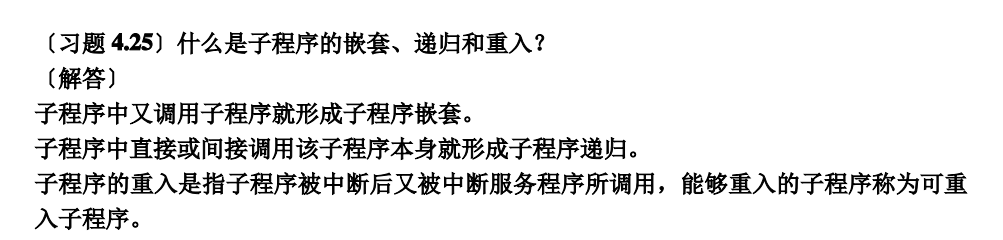 〔习题 4.25〕什么是子程序的嵌套、递归和重入？
〔解答〕
子程序中又调用子程序就形成子程序嵌套。
子程序中直接或间接调用该子程序本身就形成子程序递归。
子程序的重入是指子程序被中断后又被中断服务程序所调用，能够重入的子程序称为可重
入子程序。